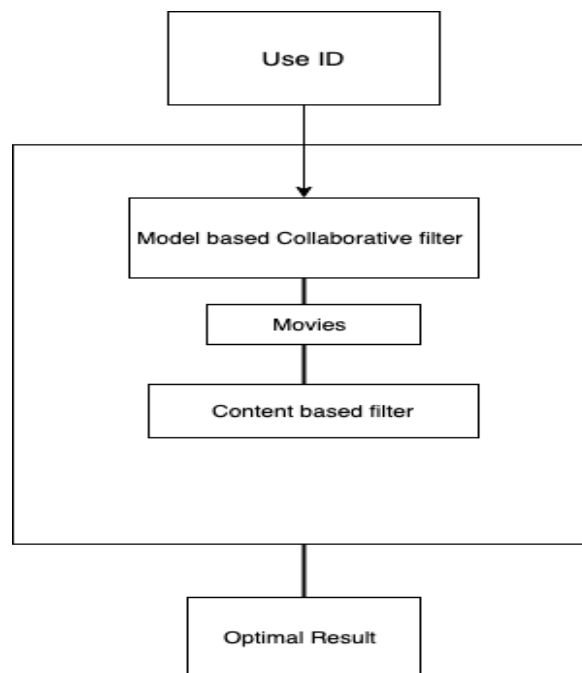 Use ID
Model based Collaborative filter
Movies
Content based filter
Optimal Result